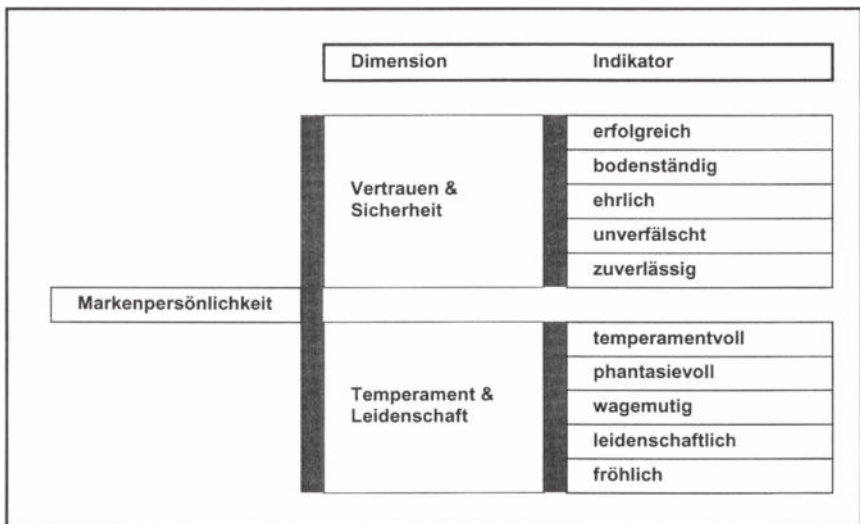 Dimension Indikator
erfolgreich
bodenständig
Vertrauen &
Sicherheit
ehrlich
unverfälscht
zuverlässig
Markenpersönlichkeit
temperamentvoll
phantasievoll
Temperament &
Leidenschaft
wagemutig
leidenschaftlich
fröhlich